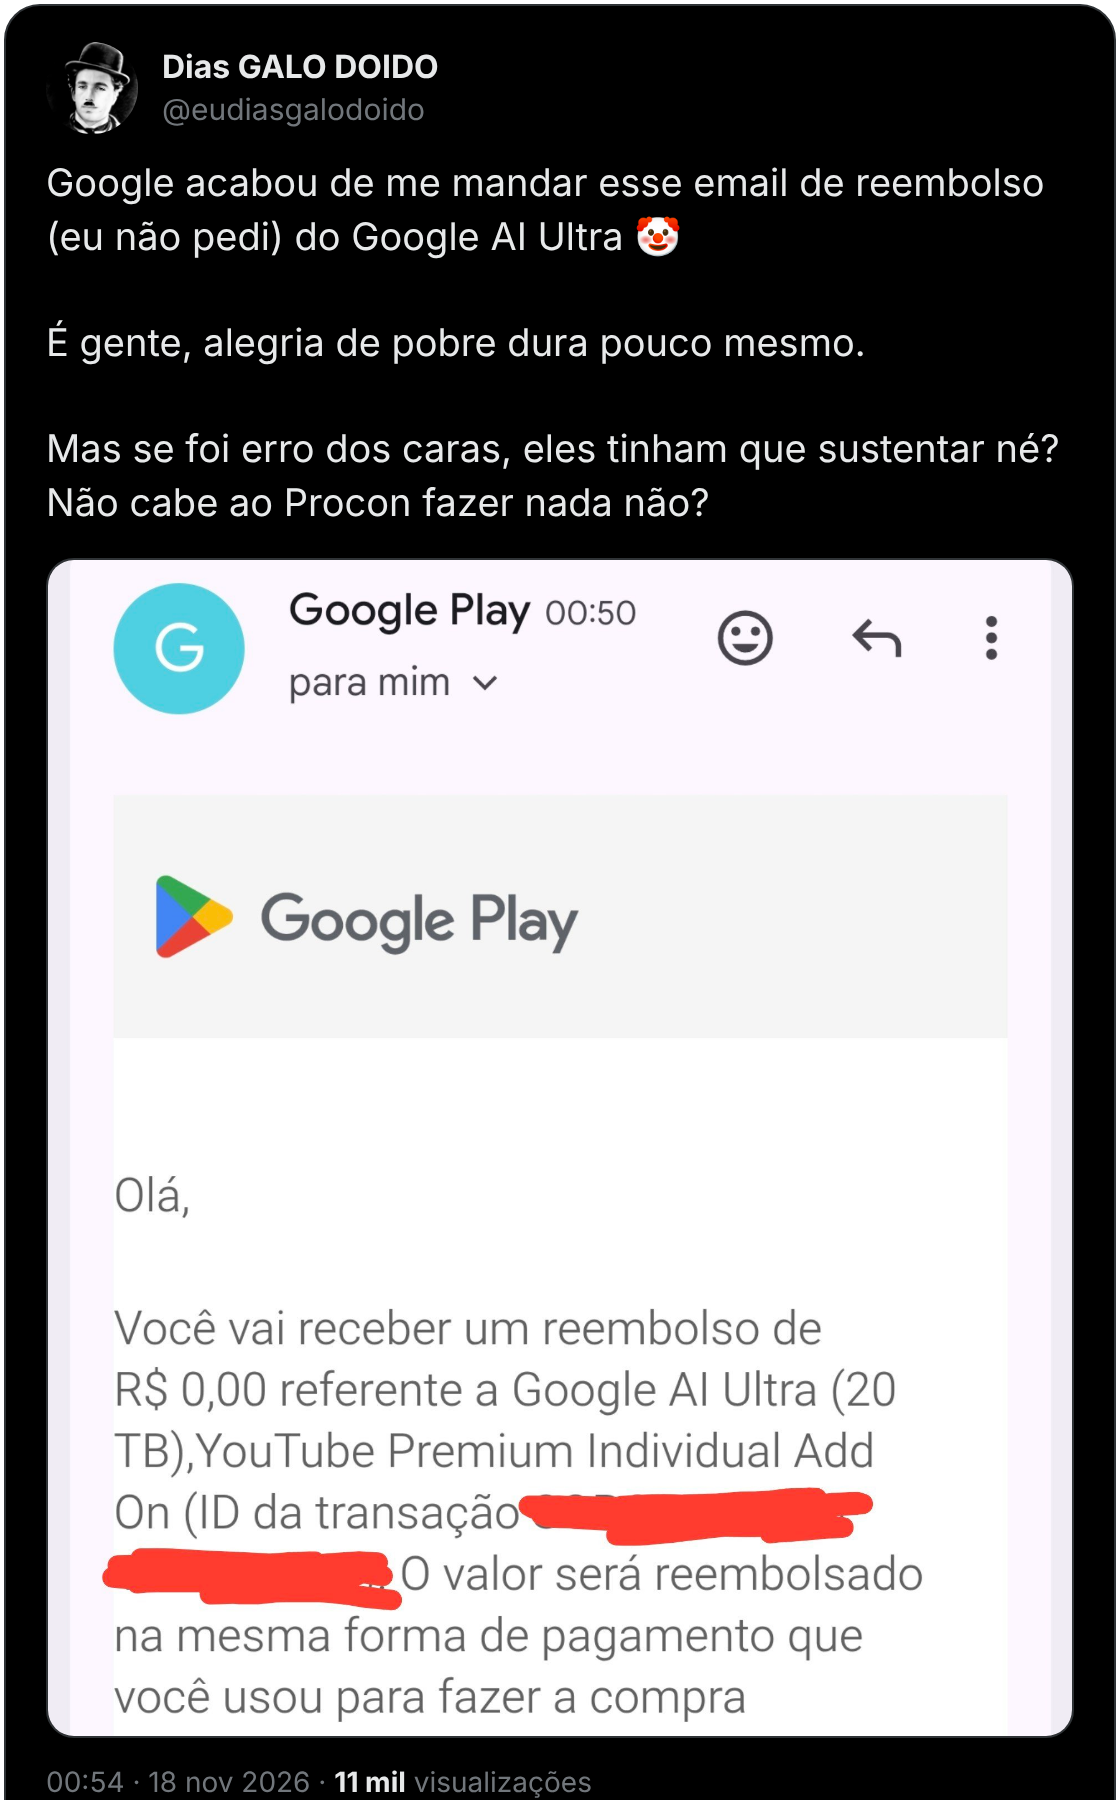 Dias GALO DOIDO
@eudiasgalodoido
Google acabou de me mandar esse email de reembolso
(eu não pedi) do Google AI Ultra 🤡
É gente, alegria de pobre dura pouco mesmo.
Mas se foi erro dos caras, eles tinham que sustentar né?
Não cabe ao Procon fazer nada não?
G
Google Play 00:50
para mim
Google Play
Olá,
Você vai receber um reembolso de
R$ 0,00 referente a Google AI Ultra (20
TB),YouTube Premium Individual Add
On (ID da transação
O valor será reembolsado
na mesma forma de pagamento que
você usou para fazer a compra
00:54 · 18 nov 2026 · 11 mil visualizações